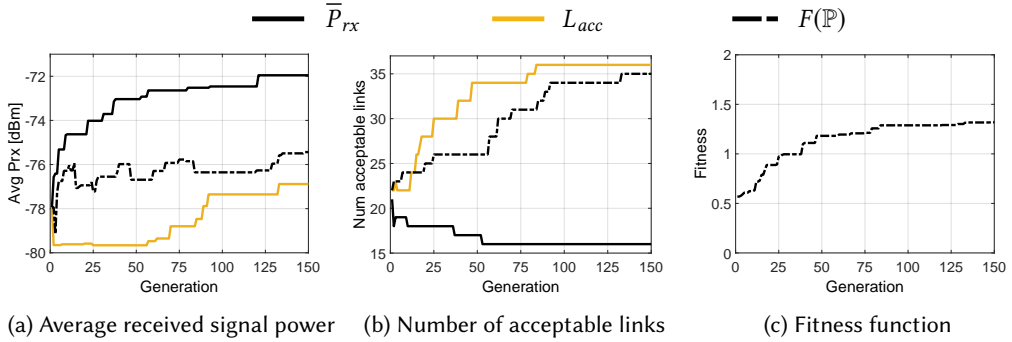 P̅_rx L_acc F(ℙ)
-72
-74
-76
-78
-80
Avg Prx [dBm]
0 25 50 75 100 125 150
Generation
(a) Average received signal power
35
30
25
20
15
Num acceptable links
0 25 50 75 100 125 150
Generation
(b) Number of acceptable links
2
1.5
1
0.5
0
Fitness
0 25 50 75 100 125 150
Generation
(c) Fitness function